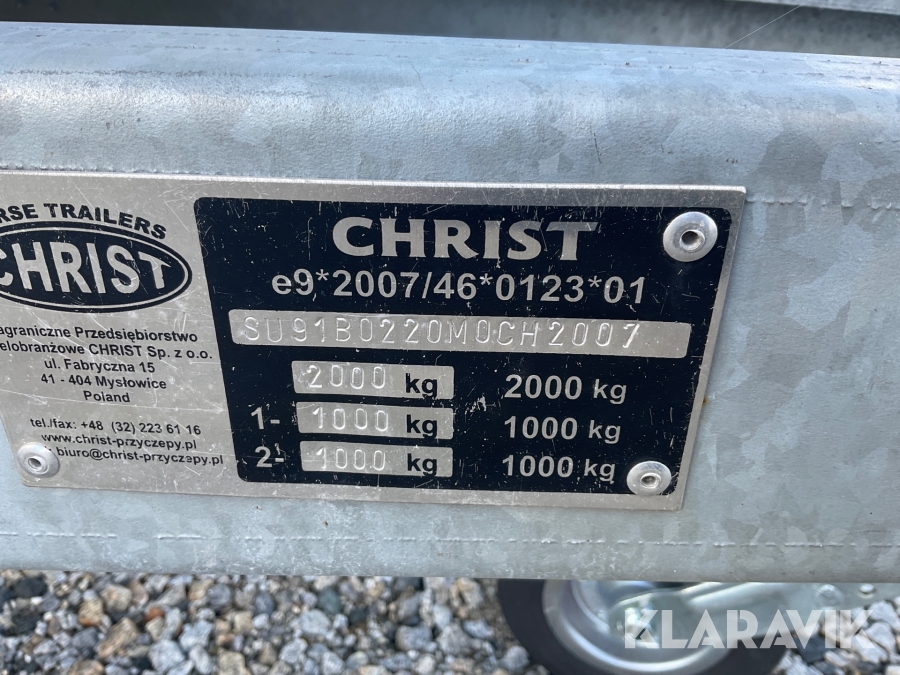 RSE TRAILERS
CHRIST
agraniczne Przedsiębiorstwo
elobranżowe CHRIST Sp. z o.o.
ul. Fabryczna 15
41 - 404 Mysłowice
Poland
tel./fax: +48 (32) 223 61 16
www.christ-przyczepy.pl
biuro@christ-przyczepy.pl
CHRIST
e9*2007/46*0123*01
SU91B0220M0CH2007
2000 kg 2000 kg
1- 1000 kg 1000 kg
2- 1000 kg 1000 kg
KLARAVIK